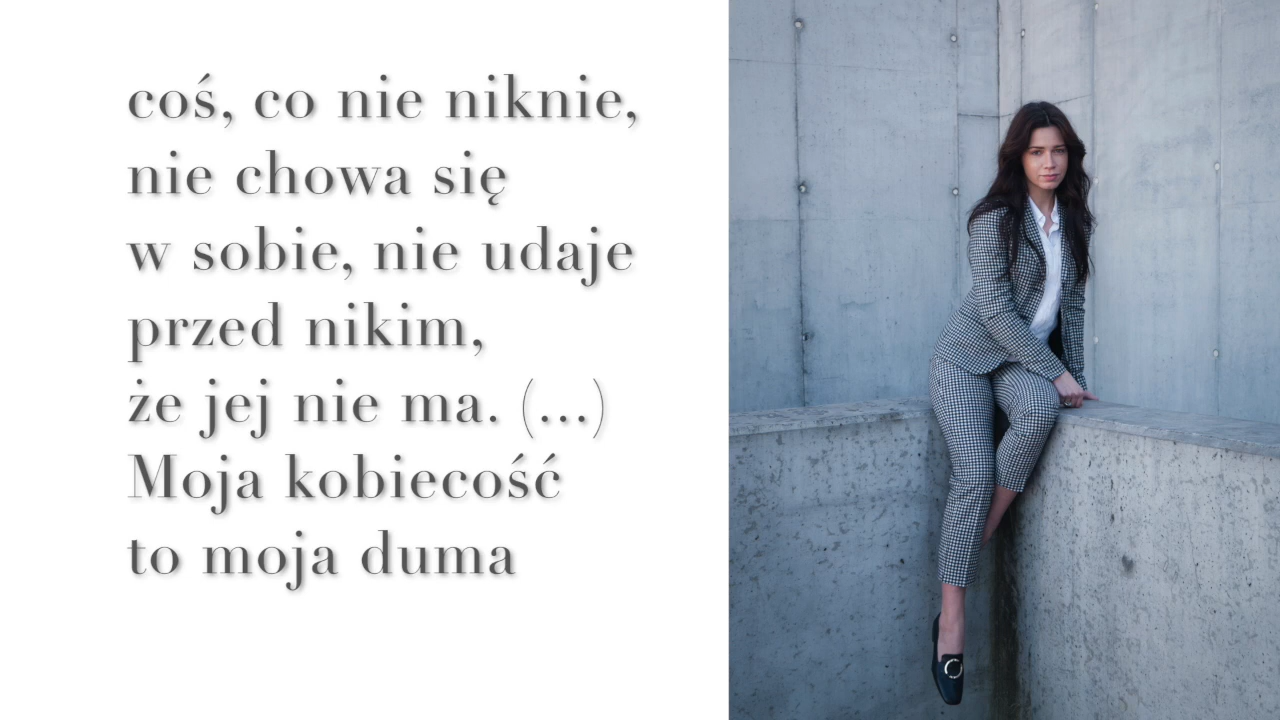 coś, co nie niknie,
nie chowa się
w sobie, nie udaje
przed nikim,
że jej nie ma. (...)
Moja kobiecość
to moja duma